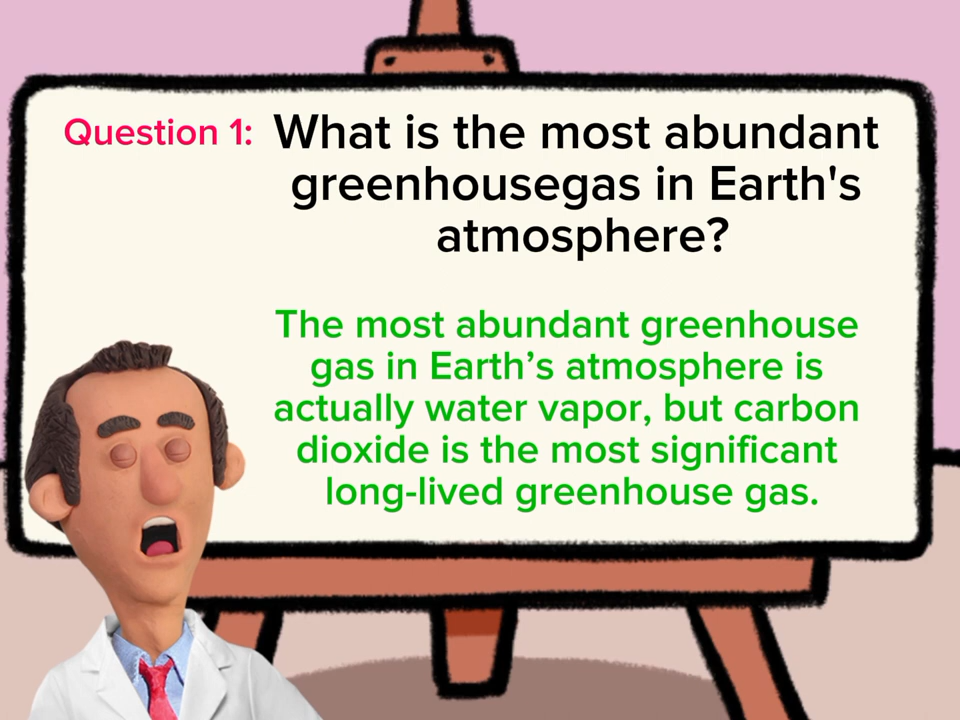 Question 1: What is the most abundant
greenhousegas in Earth's
atmosphere?
The most abundant greenhouse
gas in Earth’s atmosphere is
actually water vapor, but carbon
dioxide is the most significant
long-lived greenhouse gas.